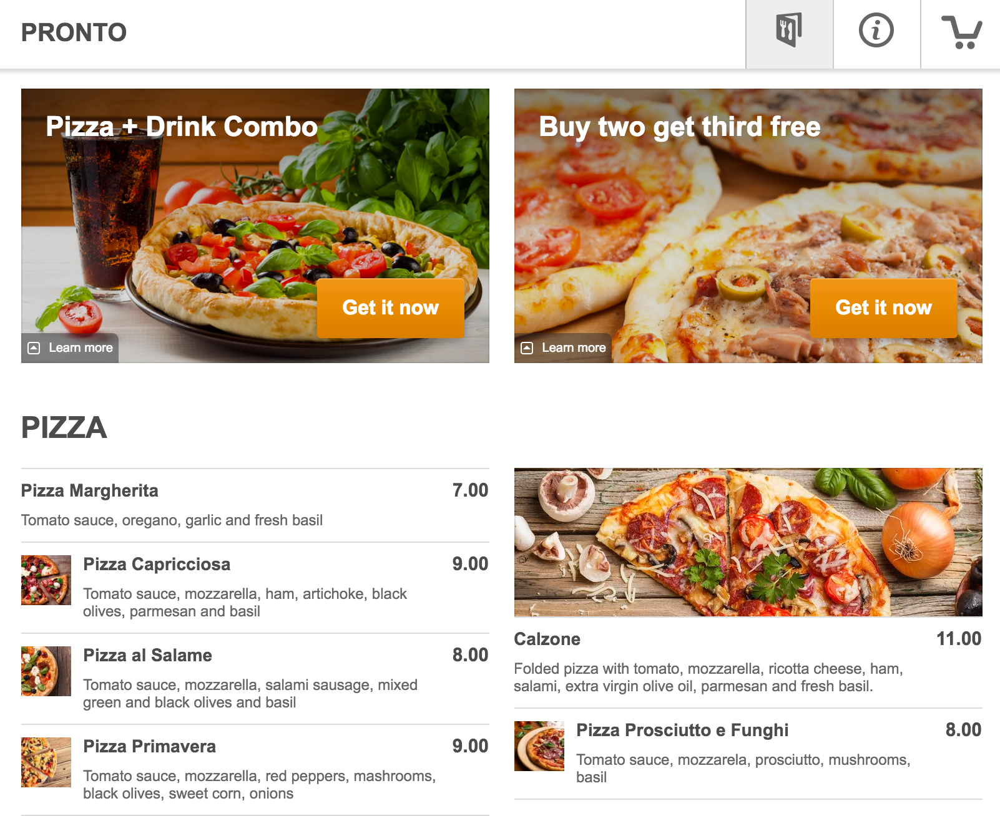 PRONTO
Pizza + Drink Combo
Get it now
Learn more
Buy two get third free
Get it now
Learn more
PIZZA
Pizza Margherita 7.00
Tomato sauce, oregano, garlic and fresh basil
Pizza Capricciosa 9.00
Tomato sauce, mozzarella, ham, artichoke, black
olives, parmesan and basil
Pizza al Salame 8.00
Tomato sauce, mozzarella, salami sausage, mixed
green and black olives and basil
Pizza Primavera 9.00
Tomato sauce, mozzarella, red peppers, mashrooms,
black olives, sweet corn, onions
Calzone 11.00
Folded pizza with tomato, mozzarella, ricotta cheese, ham,
salami, extra virgin olive oil, parmesan and fresh basil.
Pizza Prosciutto e Funghi 8.00
Tomato sauce, mozzarela, prosciutto, mushrooms,
basil